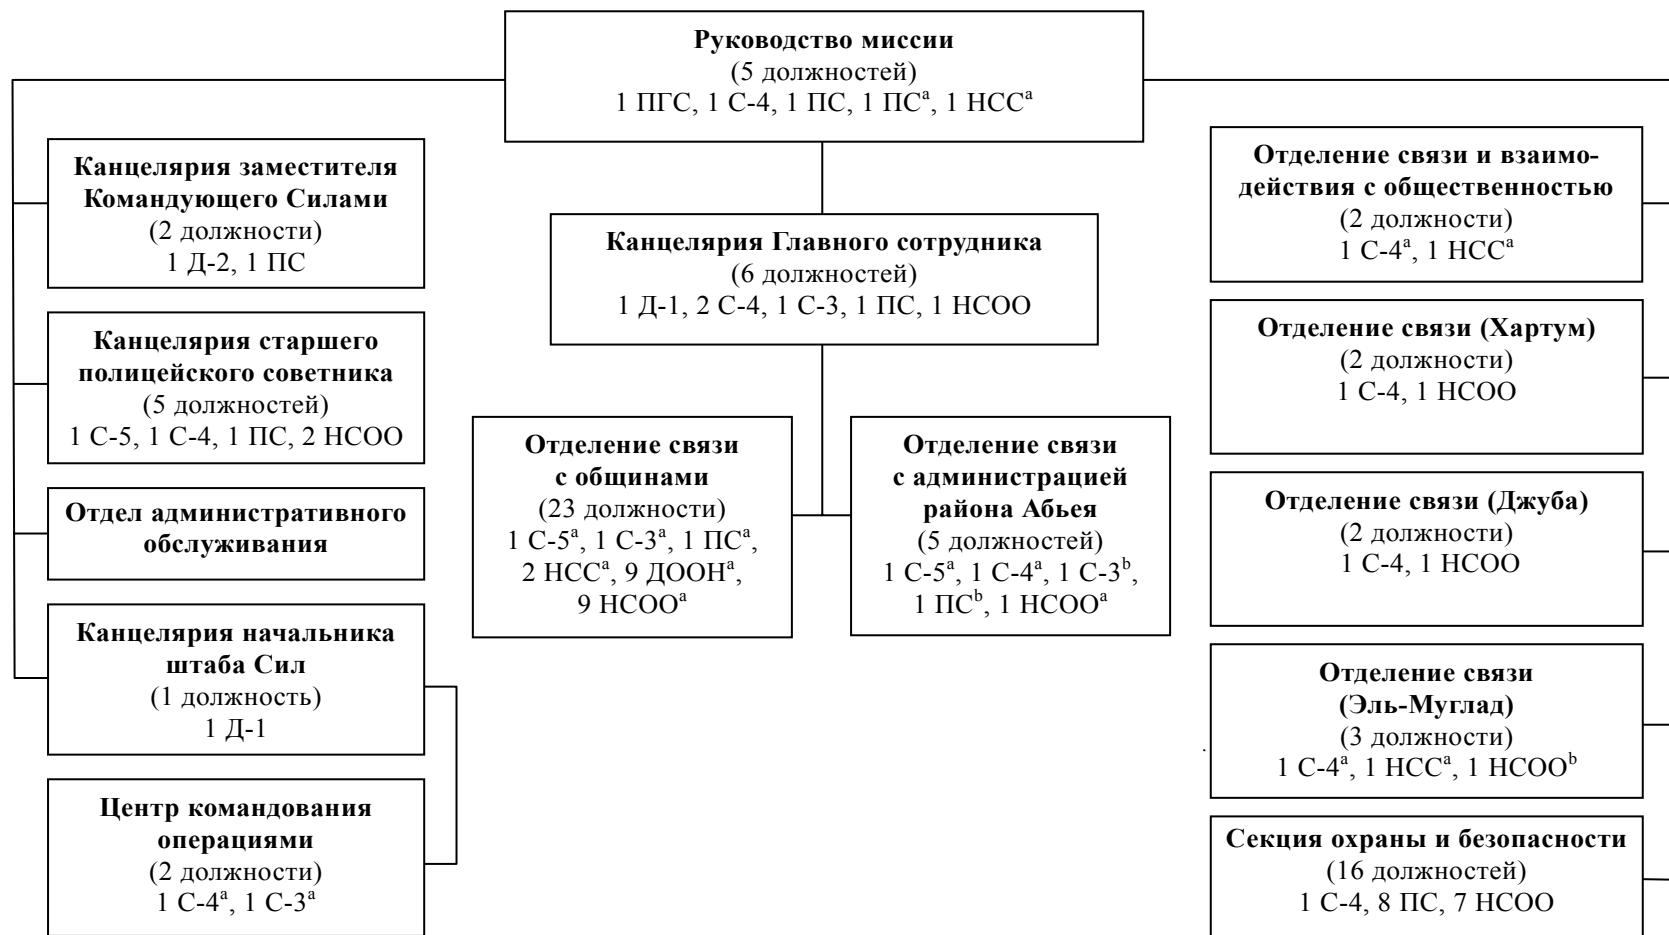 Руководство миссии
(5 должностей)
1 ПГС, 1 С-4, 1 ПС, 1 ПСᵃ, 1 НССᵃ
Канцелярия заместителя
Командующего Силами
(2 должности)
1 Д-2, 1 ПС
Канцелярия старшего
полицейского советника
(5 должностей)
1 С-5, 1 С-4, 1 ПС, 2 НСОО
Отдел административного
обслуживания
Канцелярия начальника
штаба Сил
(1 должность)
1 Д-1
Центр командования
операциями
(2 должности)
1 С-4ᵃ, 1 С-3ᵃ
Канцелярия Главного сотрудника
(6 должностей)
1 Д-1, 2 С-4, 1 С-3, 1 ПС, 1 НСОО
Отделение связи
с общинами
(23 должности)
1 С-5ᵃ, 1 С-3ᵃ, 1 ПСᵃ,
2 НССᵃ, 9 ДООНᵃ,
9 НСООᵃ
Отделение связи
с администрацией
района Абьея
(5 должностей)
1 С-5ᵃ, 1 С-4ᵃ, 1 С-3ᵇ,
1 ПСᵇ, 1 НСООᵃ
Отделение связи и взаимо-
действия с общественностью
(2 должности)
1 С-4ᵃ, 1 НССᵃ
Отделение связи (Хартум)
(2 должности)
1 С-4, 1 НСОО
Отделение связи (Джуба)
(2 должности)
1 С-4, 1 НСОО
Отделение связи
(Эль-Муглад)
(3 должности)
1 С-4ᵃ, 1 НССᵃ, 1 НСООᵇ
Секция охраны и безопасности
(16 должностей)
1 С-4, 8 ПС, 7 НСОО